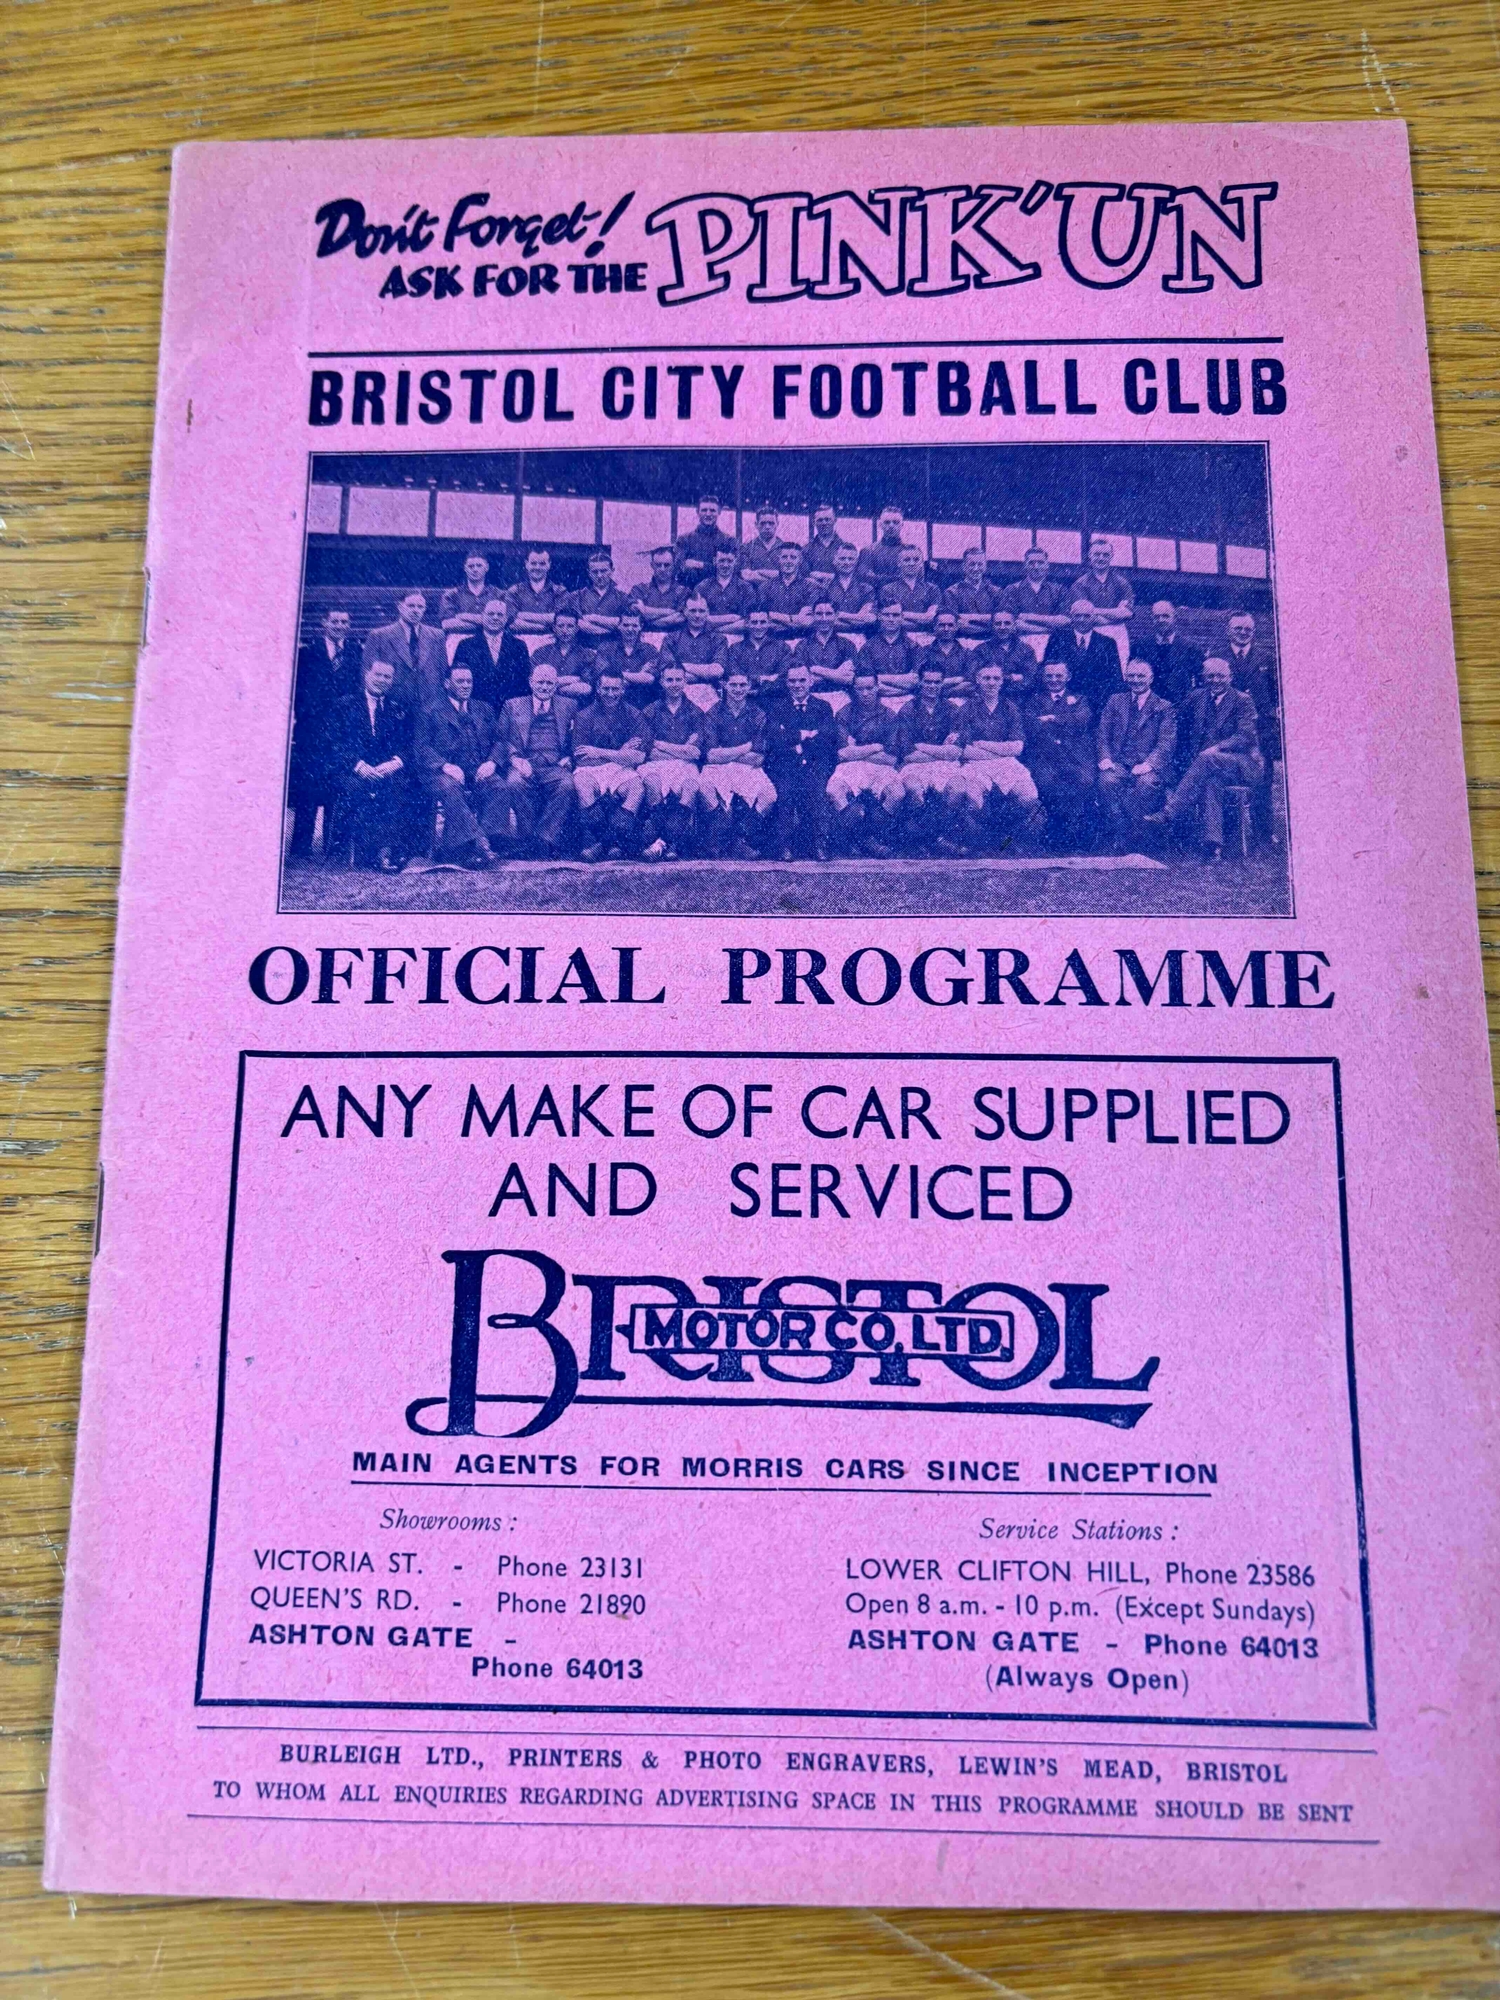 Don't Forget!
ASK FOR THE PINK'UN
BRISTOL CITY FOOTBALL CLUB
OFFICIAL PROGRAMME
ANY MAKE OF CAR SUPPLIED
AND SERVICED
BRISTOL
MOTOR CO. LTD.
MAIN AGENTS FOR MORRIS CARS SINCE INCEPTION
Showrooms :
VICTORIA ST. - Phone 23131
QUEEN'S RD. - Phone 21890
ASHTON GATE -
Phone 64013
Service Stations :
LOWER CLIFTON HILL, Phone 23586
Open 8 a.m. - 10 p.m. (Except Sundays)
ASHTON GATE - Phone 64013
(Always Open)
BURLEIGH LTD., PRINTERS & PHOTO ENGRAVERS, LEWIN'S MEAD, BRISTOL
TO WHOM ALL ENQUIRIES REGARDING ADVERTISING SPACE IN THIS PROGRAMME SHOULD BE SENT